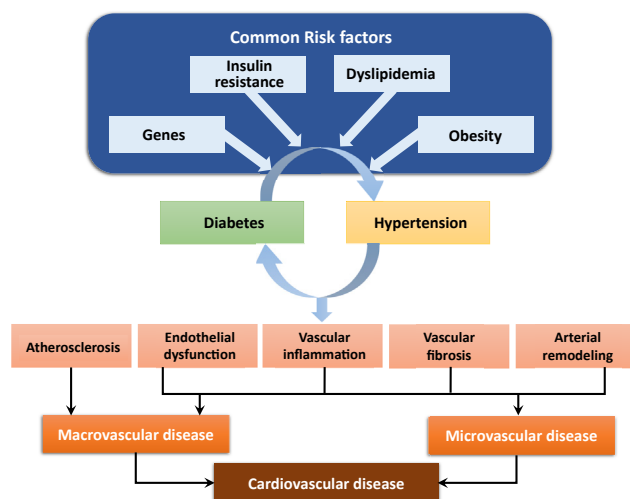 Common Risk factors
Insulin
resistance
Dyslipidemia
Genes
Obesity
Diabetes
Hypertension
Atherosclerosis
Endothelial
dysfunction
Vascular
inflammation
Vascular
fibrosis
Arterial
remodeling
Macrovascular disease
Microvascular disease
Cardiovascular disease